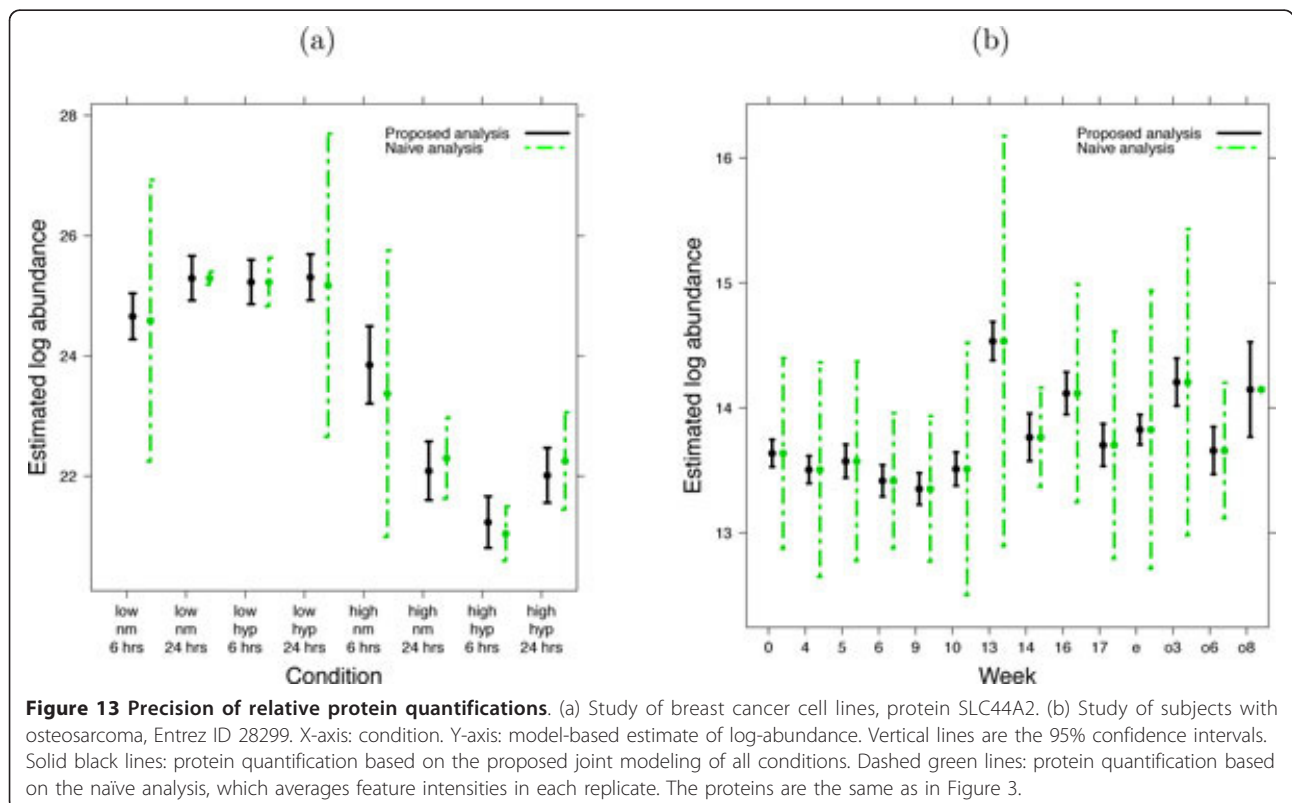 (a)
(b)
28
26
24
22
Estimated log abundance
Proposed analysis
Naive analysis
low nm 6 hrs
low nm 24 hrs
low hyp 6 hrs
low hyp 24 hrs
high nm 6 hrs
high nm 24 hrs
high hyp 6 hrs
high hyp 24 hrs
Condition
16
15
14
13
Estimated log abundance
Proposed analysis
Naive analysis
0 4 5 6 9 10 13 14 16 17 e o3 o6 o8
Week
Figure 13 Precision of relative protein quantifications. (a) Study of breast cancer cell lines, protein SLC44A2. (b) Study of subjects with
osteosarcoma, Entrez ID 28299. X-axis: condition. Y-axis: model-based estimate of log-abundance. Vertical lines are the 95% confidence intervals.
Solid black lines: protein quantification based on the proposed joint modeling of all conditions. Dashed green lines: protein quantification based
on the naïve analysis, which averages feature intensities in each replicate. The proteins are the same as in Figure 3.